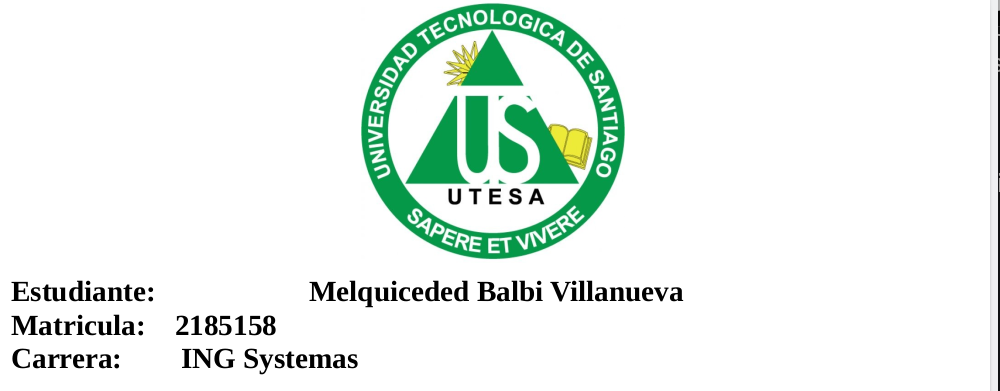 UNIVERSIDAD TECNOLOGICA DE SANTIAGO
US
UTESA
SAPERE ET VIVERE
Estudiante: Melquiceded Balbi Villanueva
Matricula: 2185158
Carrera: ING Systemas